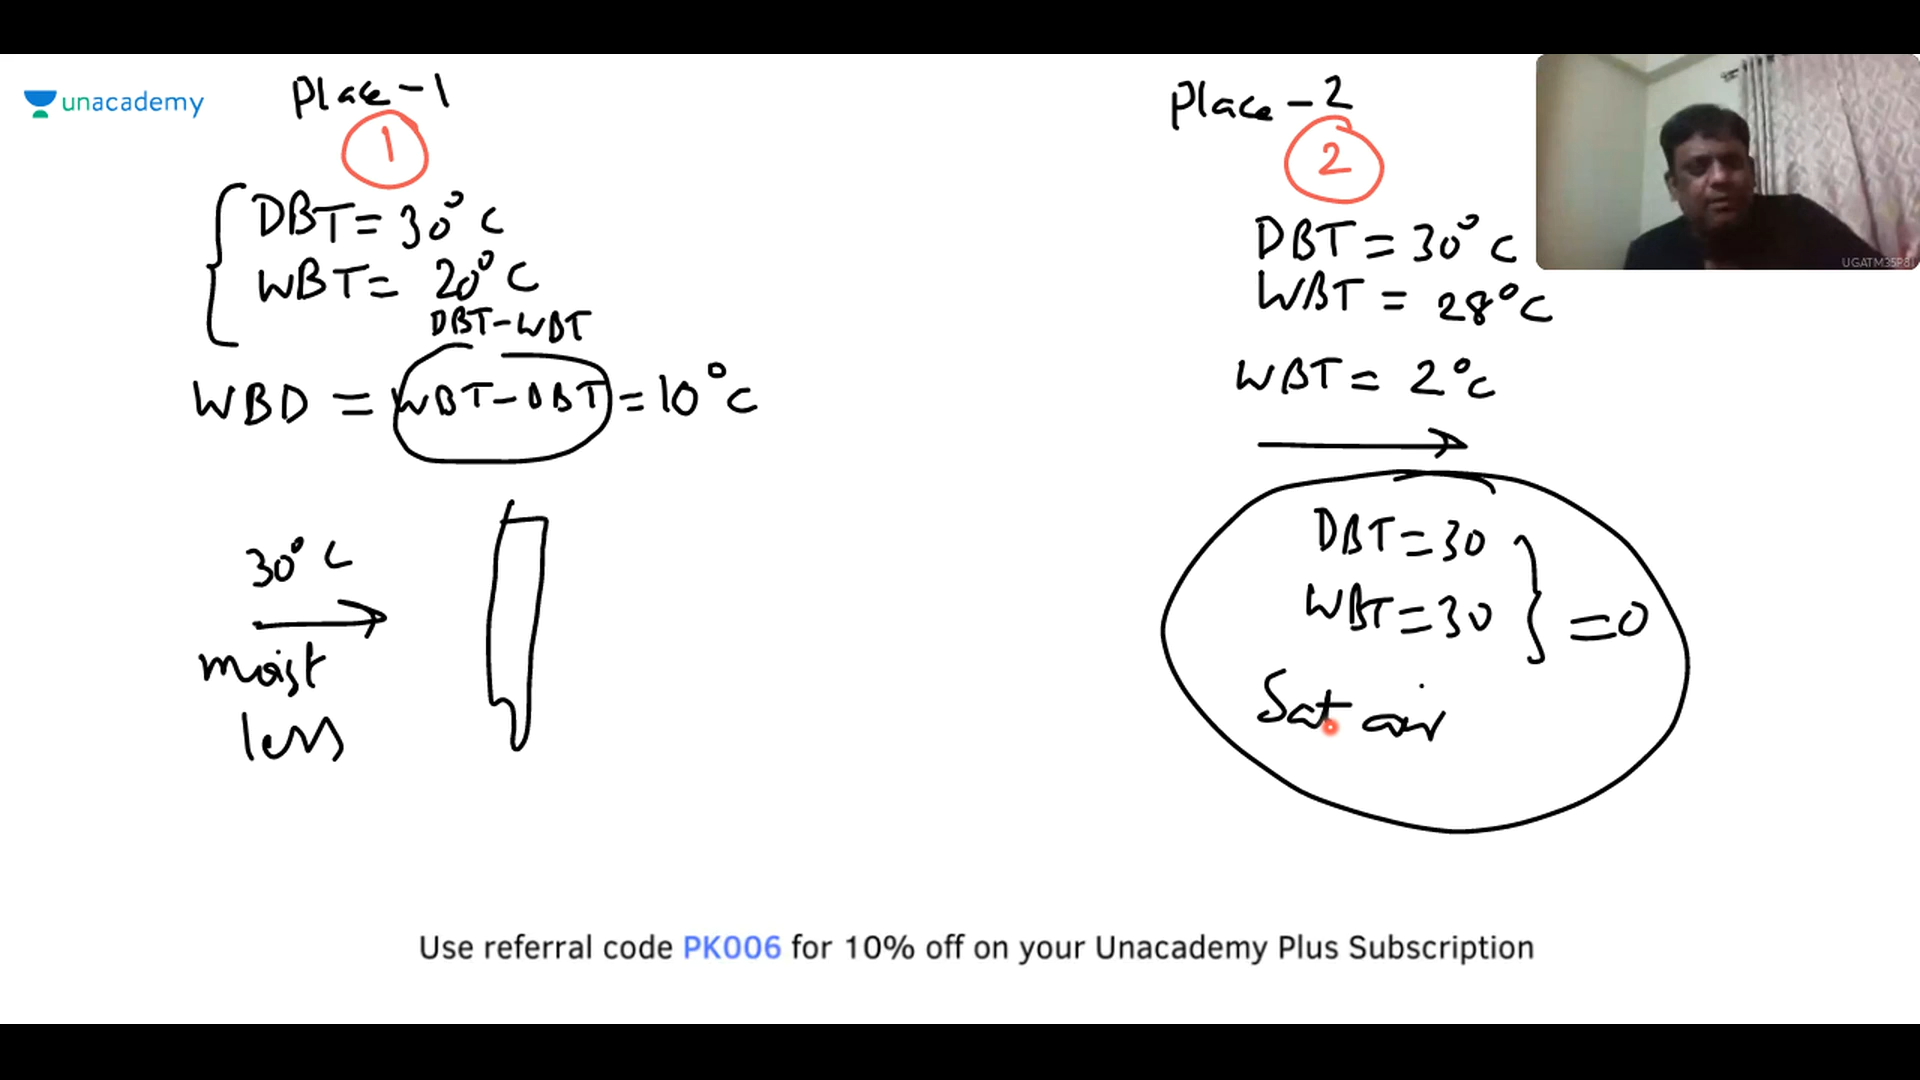 unacademy
Place-1
1
DBT = 30°C
WBT = 20°C
DBT-WBT
WBD = WBT-DBT = 10°C
30°C
moist
less
Place-2
2
DBT = 30°C
WBT = 28°C
WBT = 2°C
DBT = 30
WBT = 30
= 0
Sat air
UGATM35P8I
Use referral code PK006 for 10% off on your Unacademy Plus Subscription